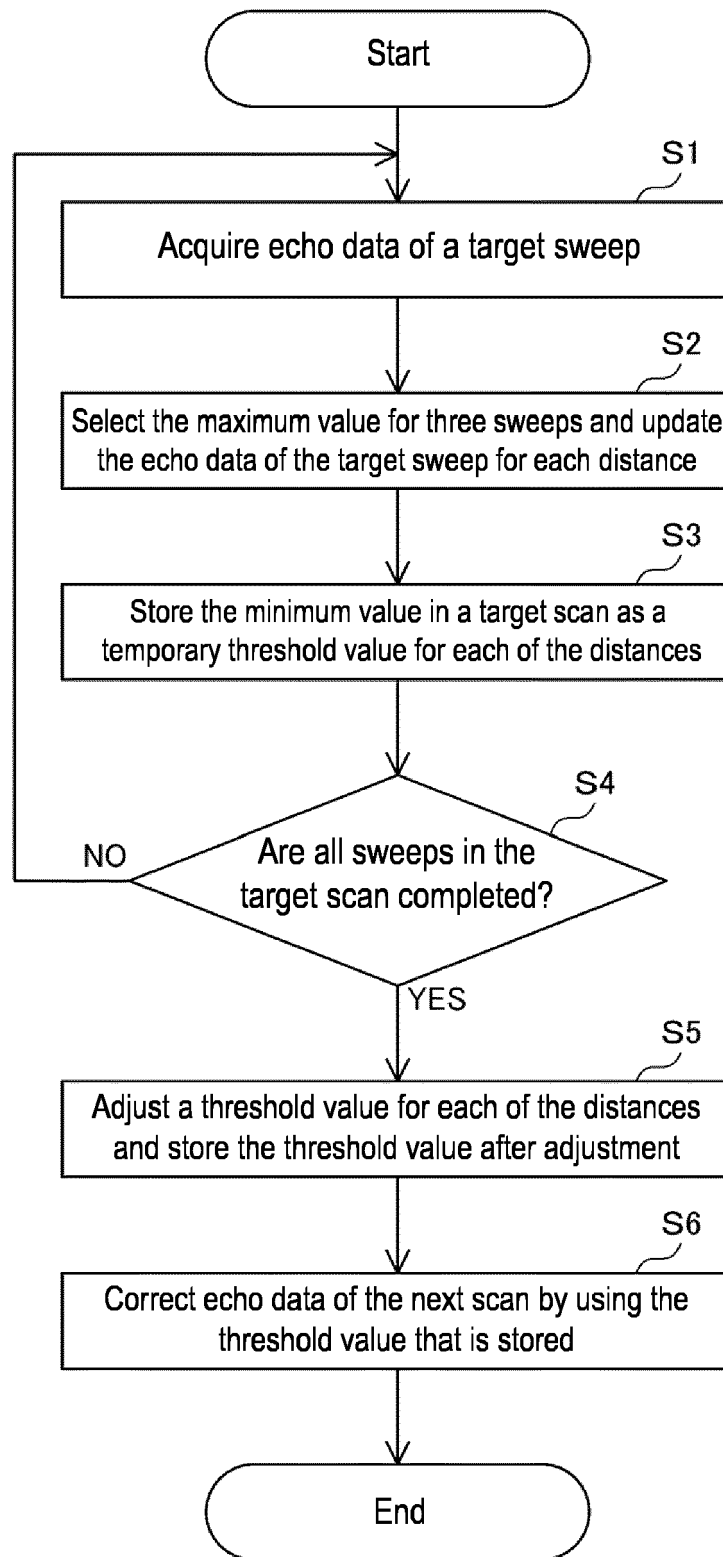 Start
S1
Acquire echo data of a target sweep
S2
Select the maximum value for three sweeps and update
the echo data of the target sweep for each distance
S3
Store the minimum value in a target scan as a
temporary threshold value for each of the distances
S4
NO
Are all sweeps in the
target scan completed?
YES
S5
Adjust a threshold value for each of the distances
and store the threshold value after adjustment
S6
Correct echo data of the next scan by using the
threshold value that is stored
End